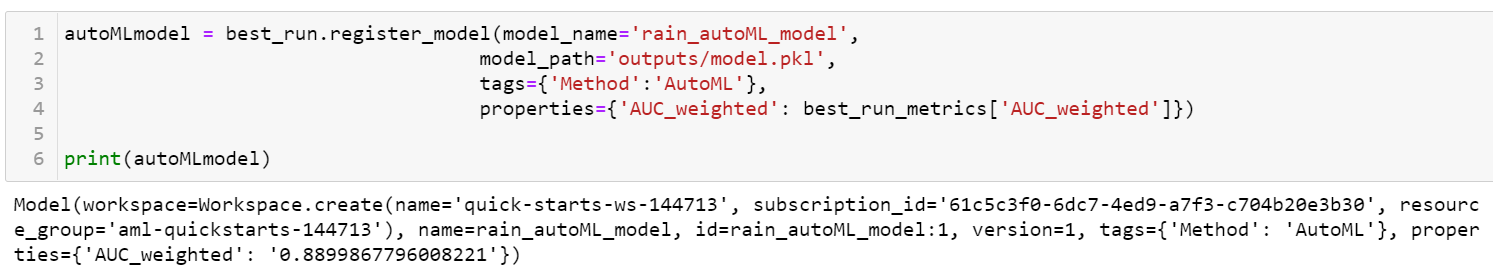 1 autoMLmodel = best_run.register_model(model_name='rain_autoML_model',
2 model_path='outputs/model.pkl',
3 tags={'Method':'AutoML'},
4 properties={'AUC_weighted': best_run_metrics['AUC_weighted']})
5
6 print(autoMLmodel)
Model(workspace=Workspace.create(name='quick-starts-ws-144713', subscription_id='61c5c3f0-6dc7-4ed9-a7f3-c704b20e3b30', resourc
e_group='aml-quickstarts-144713'), name=rain_autoML_model, id=rain_autoML_model:1, version=1, tags={'Method': 'AutoML'}, proper
ties={'AUC_weighted': '0.8899867796008221'})